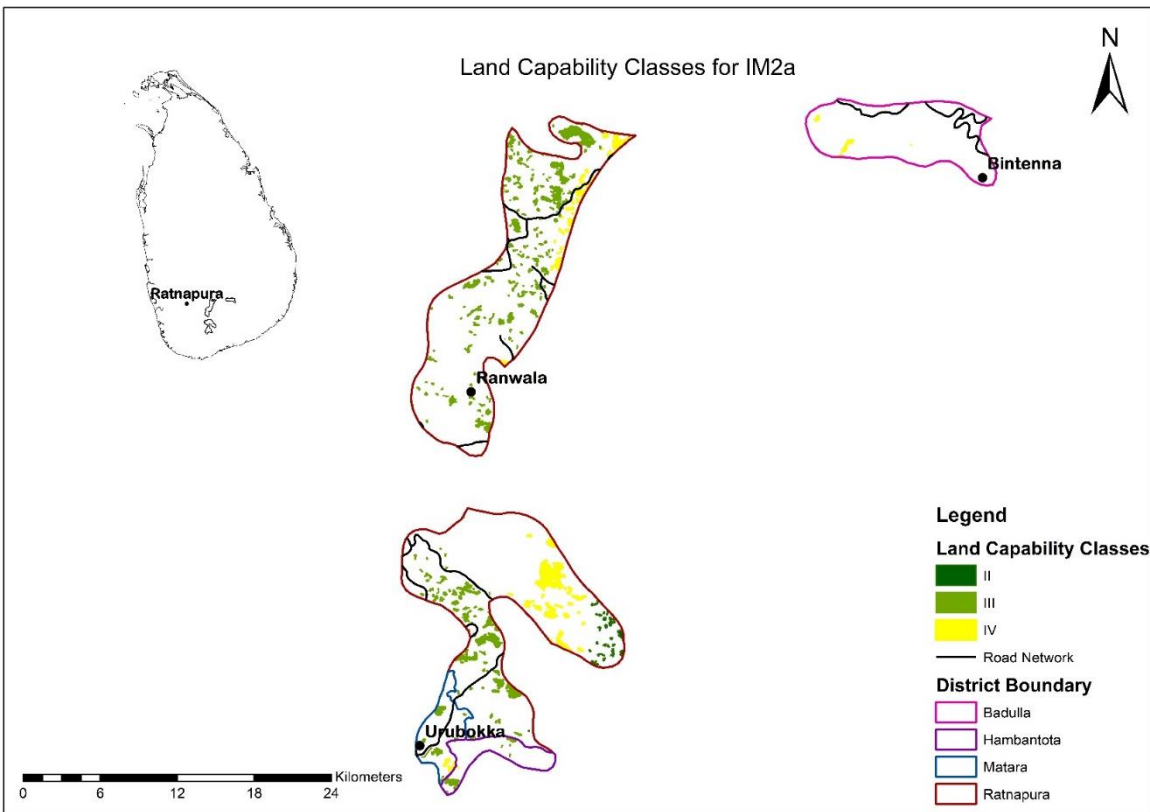 Land Capability Classes for IM2a
N
Bintenna
Ratnapura
Ranwala
Urubokka
Legend
Land Capability Classes
II
III
IV
Road Network
District Boundary
Badulla
Hambantota
Matara
Ratnapura
Kilometers
0 6 12 18 24